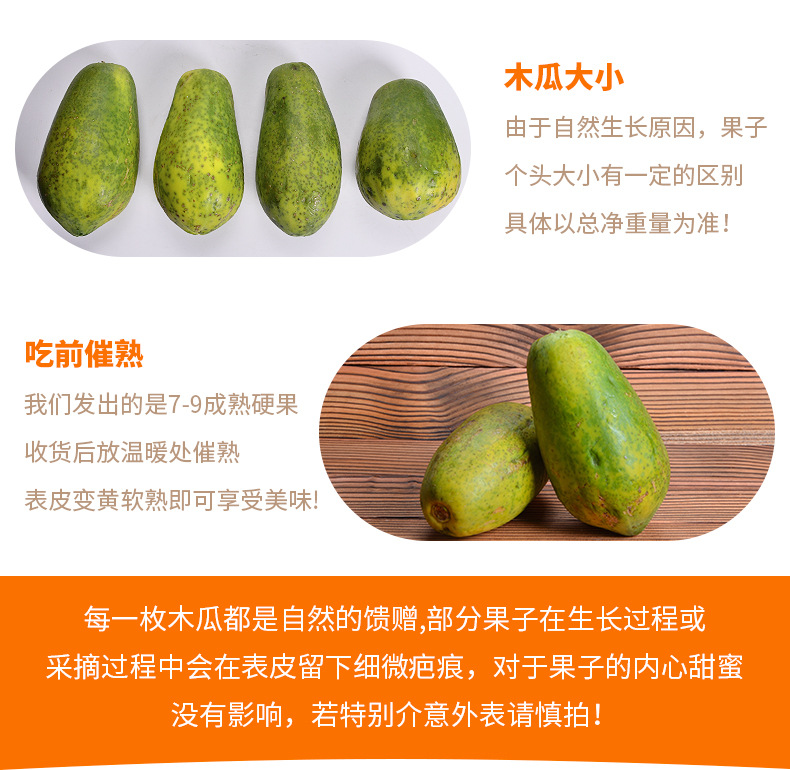 木瓜大小
由于自然生长原因，果子
个头大小有一定的区别
具体以总净重量为准！
吃前催熟
我们发出的是7-9成熟硬果
收货后放温暖处催熟
表皮变黄软熟即可享受美味!
每一枚木瓜都是自然的馈赠,部分果子在生长过程或
采摘过程中会在表皮留下细微疤痕，对于果子的内心甜蜜
没有影响，若特别介意外表请慎拍！